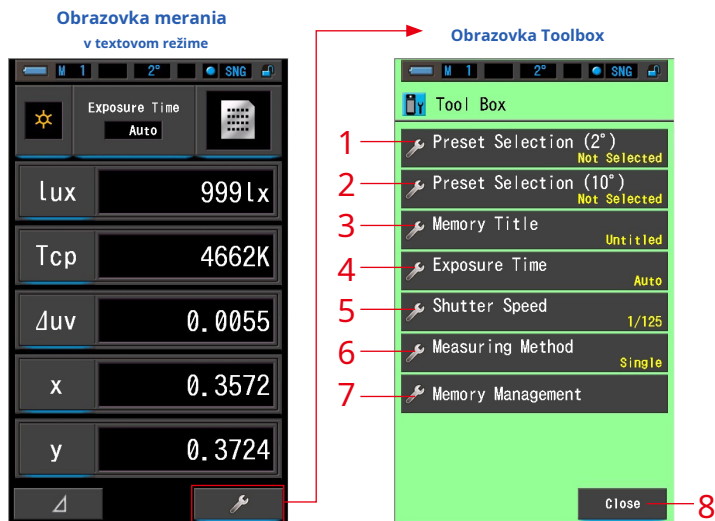 Obrazovka merania
v textovom režime
M 1 2° SNG
Exposure Time
Auto
lux 999lx
Tcp 4662K
⊿uv 0.0055
x 0.3572
y 0.3724
⊿
Obrazovka Toolbox
M 1 2° SNG
Tool Box
1 Preset Selection (2°)
Not Selected
2 Preset Selection (10°)
Not Selected
3 Memory Title
Untitled
4 Exposure Time
Auto
5 Shutter Speed
1/125
6 Measuring Method
Single
7 Memory Management
Close 8